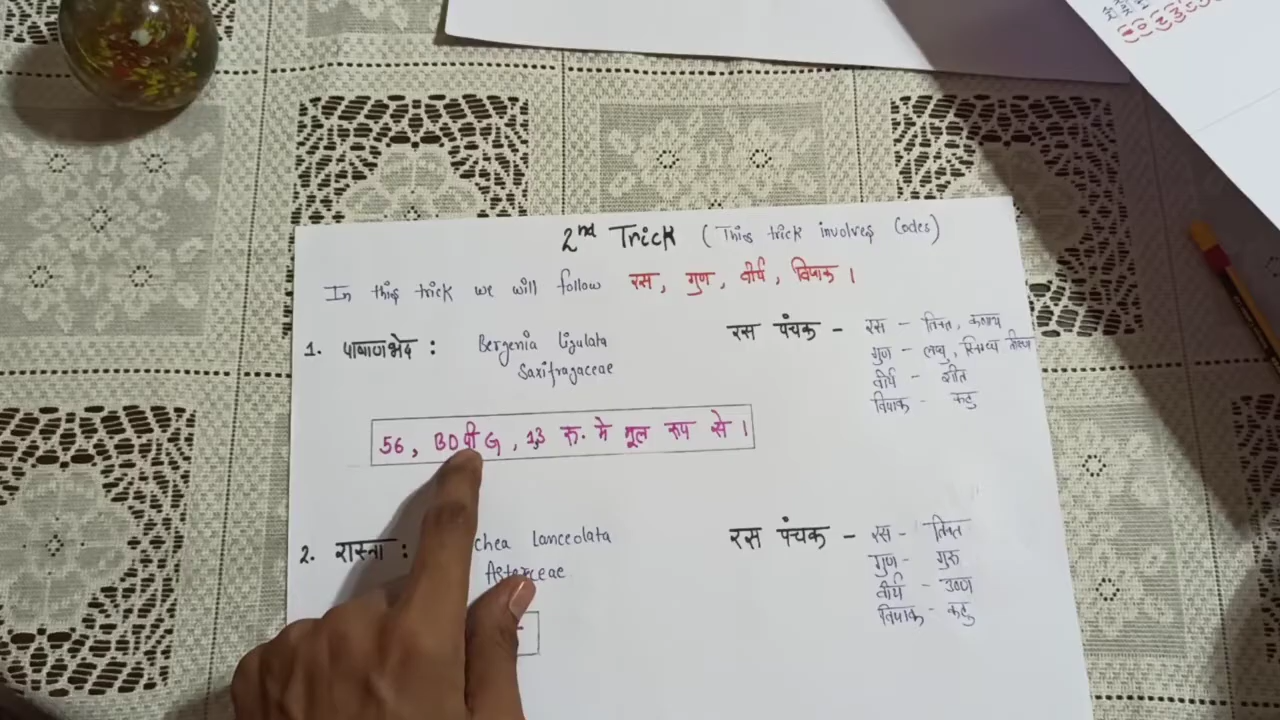 2nd Trick (This trick involves Codes)
In this trick we will follow रस, गुण, वीर्य, विपाक।
1. पाषाणभेद : Bergenia Ligulata
Saxifragaceae
रस पंचक - रस - तिक्त, कषाय
गुण - लघु, स्निग्ध तीक्ष्ण
वीर्य - शीत
विपाक - कटु
56, BDवीG, 13 रु. मे मूल रूप से।
2. रास्ना : chea Lanceolata
Asteraceae
रस पंचक - रस - तिक्त
गुण - गुरु
वीर्य - उष्ण
विपाक - कटु